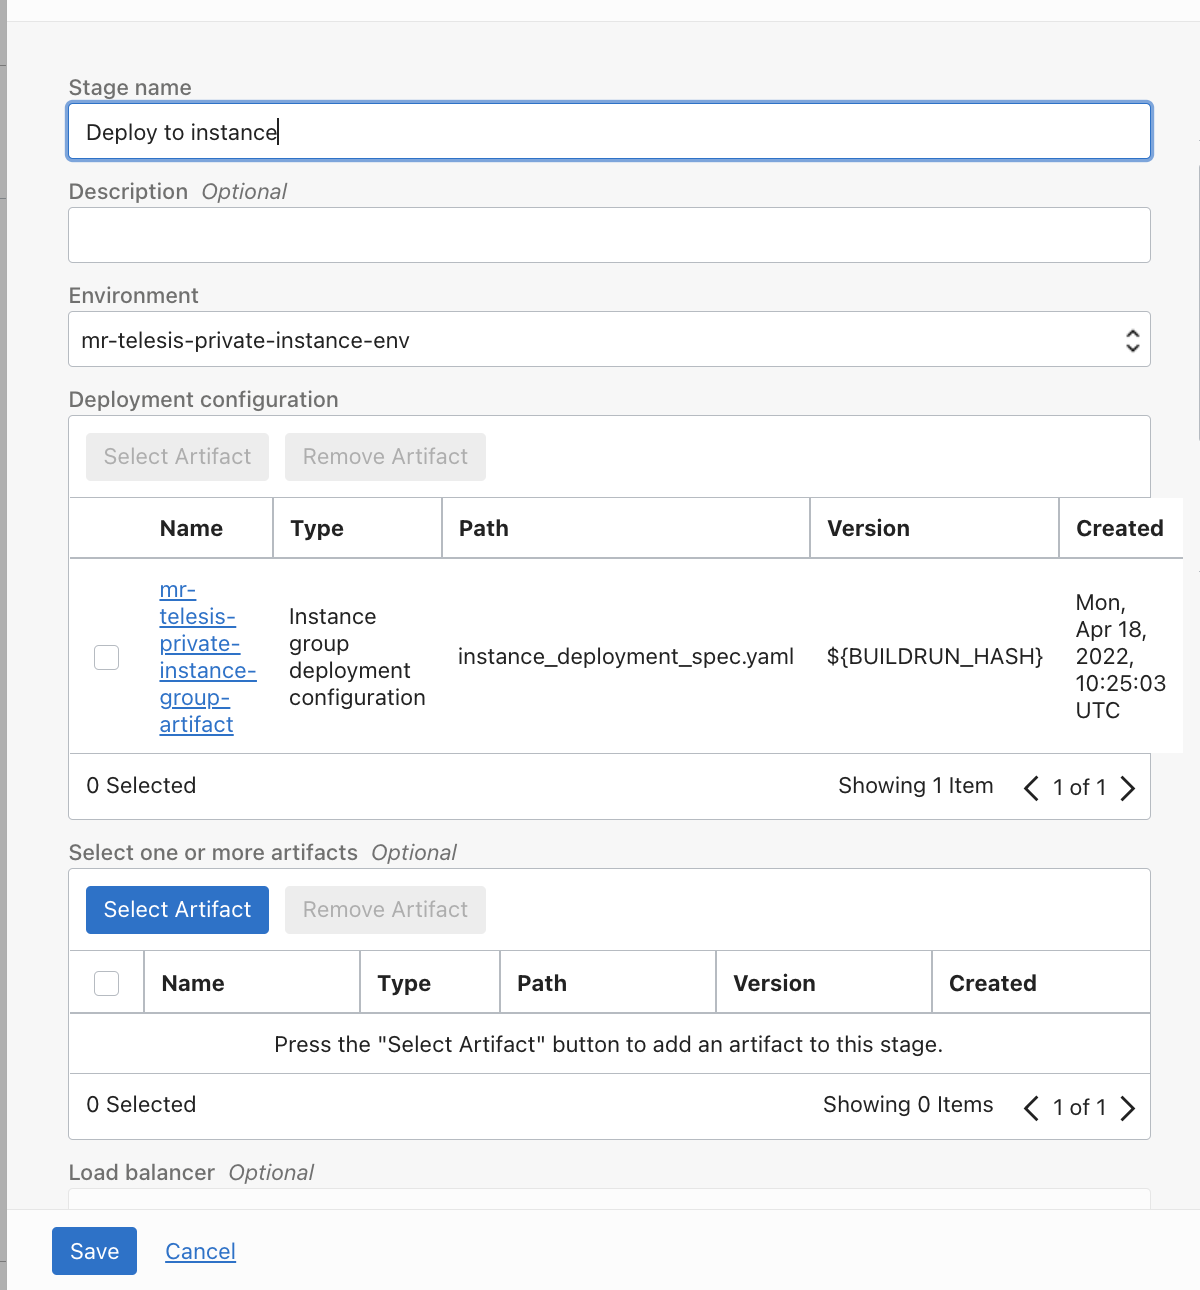 Stage name
Deploy to instance
Description Optional
Environment
mr-telesis-private-instance-env
Deployment configuration
Select Artifact Remove Artifact
Name Type Path Version Created
mr-
telesis-
private-
instance-
group-
artifact
Instance
group
deployment
configuration
instance_deployment_spec.yaml
${BUILDRUN_HASH}
Mon,
Apr 18,
2022,
10:25:03
UTC
0 Selected Showing 1 Item 1 of 1
Select one or more artifacts Optional
Select Artifact Remove Artifact
Name Type Path Version Created
Press the "Select Artifact" button to add an artifact to this stage.
0 Selected Showing 0 Items 1 of 1
Load balancer Optional
Save Cancel